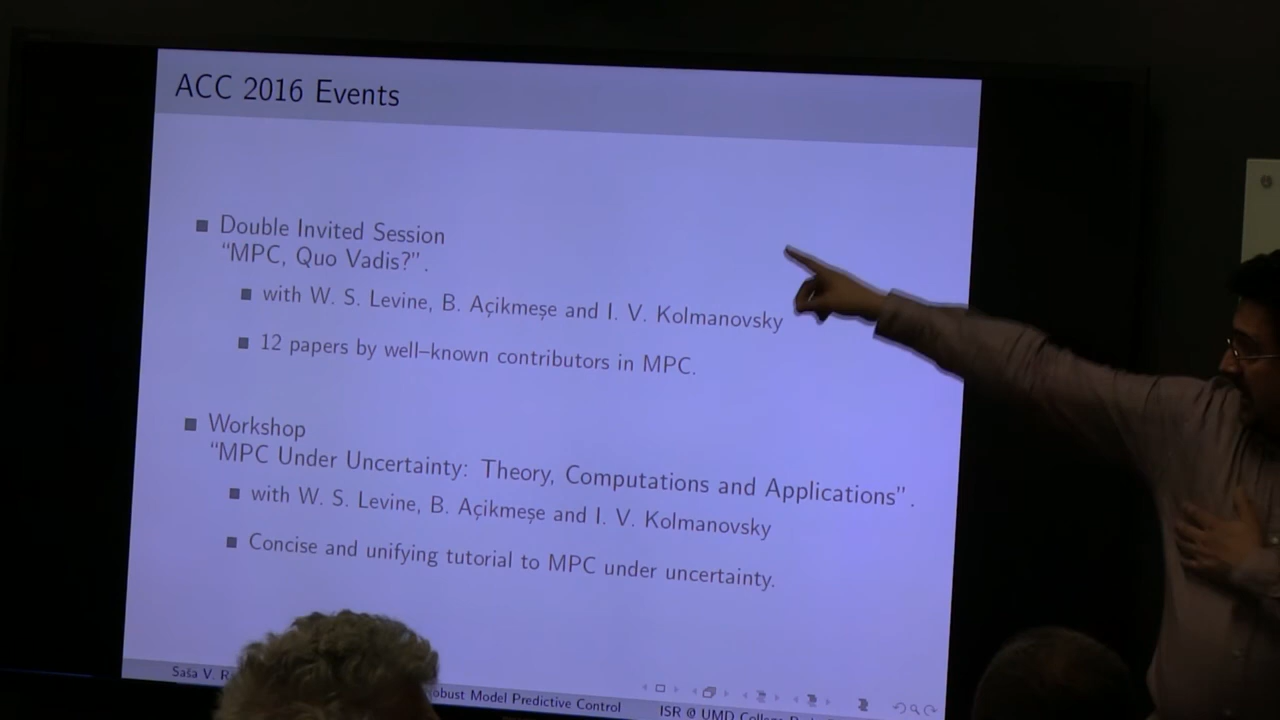 ACC 2016 Events
Double Invited Session
“MPC, Quo Vadis?”.
with W. S. Levine, B. Açikmeşe and I. V. Kolmanovsky
12 papers by well–known contributors in MPC.
Workshop
“MPC Under Uncertainty: Theory, Computations and Applications”.
with W. S. Levine, B. Açikmeşe and I. V. Kolmanovsky
Concise and unifying tutorial to MPC under uncertainty.
Saša V.
Model Predictive Control
ISR @ UMD